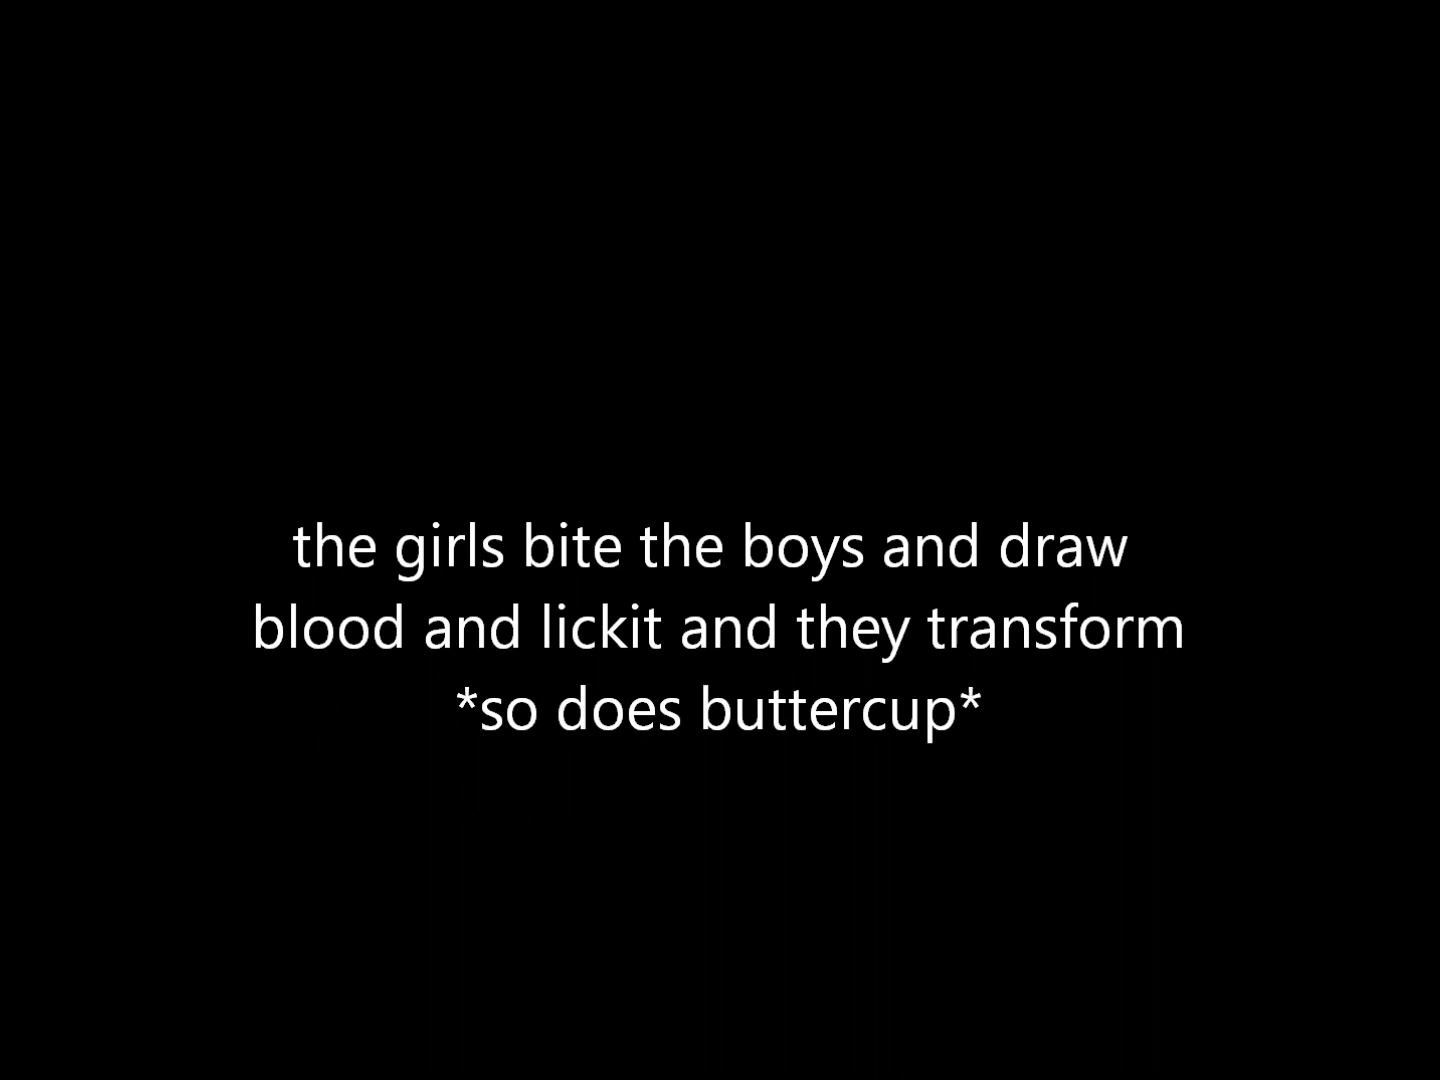 the girls bite the boys and draw
blood and lickit and they transform
*so does buttercup*